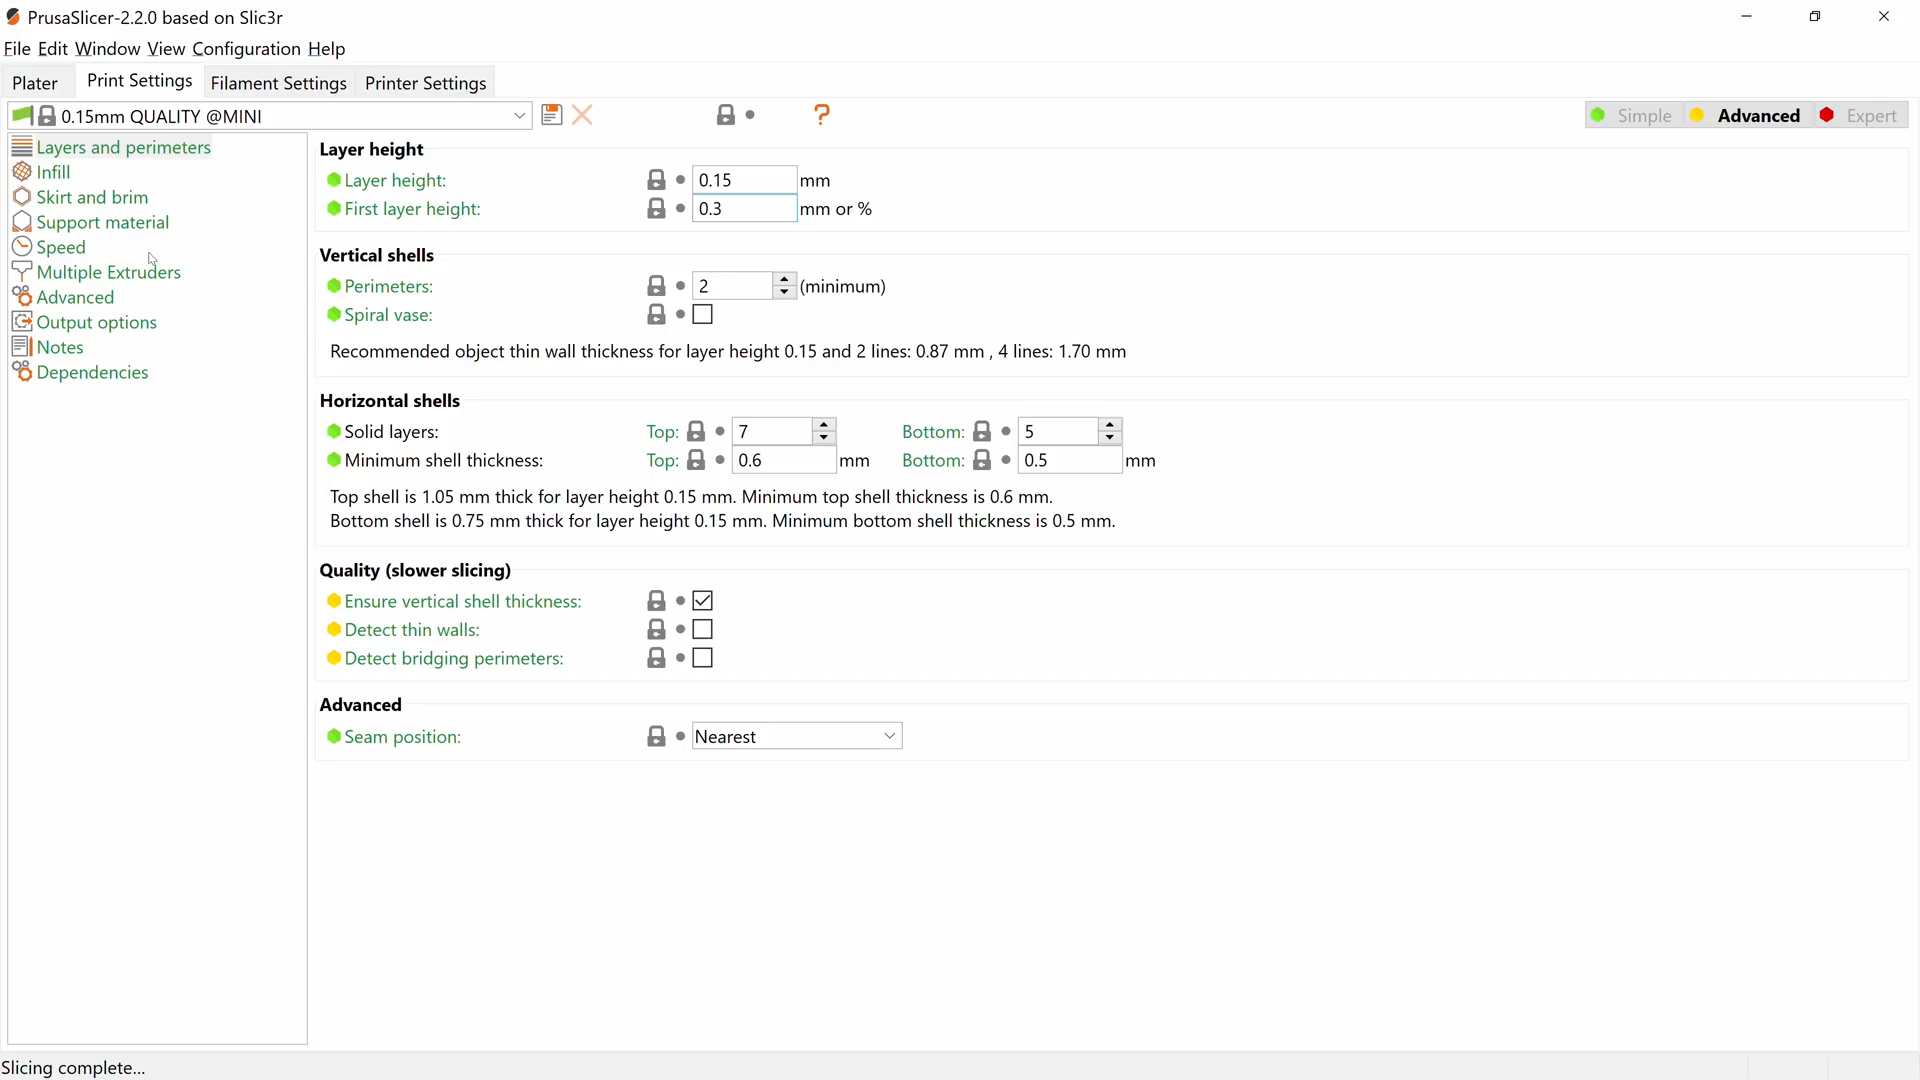 PrusaSlicer-2.2.0 based on Slic3r
File Edit Window View Configuration Help
Plater Print Settings Filament Settings Printer Settings
0.15mm QUALITY @MINI ? Simple Advanced Expert
Layers and perimeters
Infill
Skirt and brim
Support material
Speed
Multiple Extruders
Advanced
Output options
Notes
Dependencies
Layer height
Layer height: 0.15 mm
First layer height: 0.3 mm or %
Vertical shells
Perimeters: 2 (minimum)
Spiral vase:
Recommended object thin wall thickness for layer height 0.15 and 2 lines: 0.87 mm , 4 lines: 1.70 mm
Horizontal shells
Solid layers: Top: 7 Bottom: 5
Minimum shell thickness: Top: 0.6 mm Bottom: 0.5 mm
Top shell is 1.05 mm thick for layer height 0.15 mm. Minimum top shell thickness is 0.6 mm.
Bottom shell is 0.75 mm thick for layer height 0.15 mm. Minimum bottom shell thickness is 0.5 mm.
Quality (slower slicing)
Ensure vertical shell thickness:
Detect thin walls:
Detect bridging perimeters:
Advanced
Seam position: Nearest
Slicing complete...